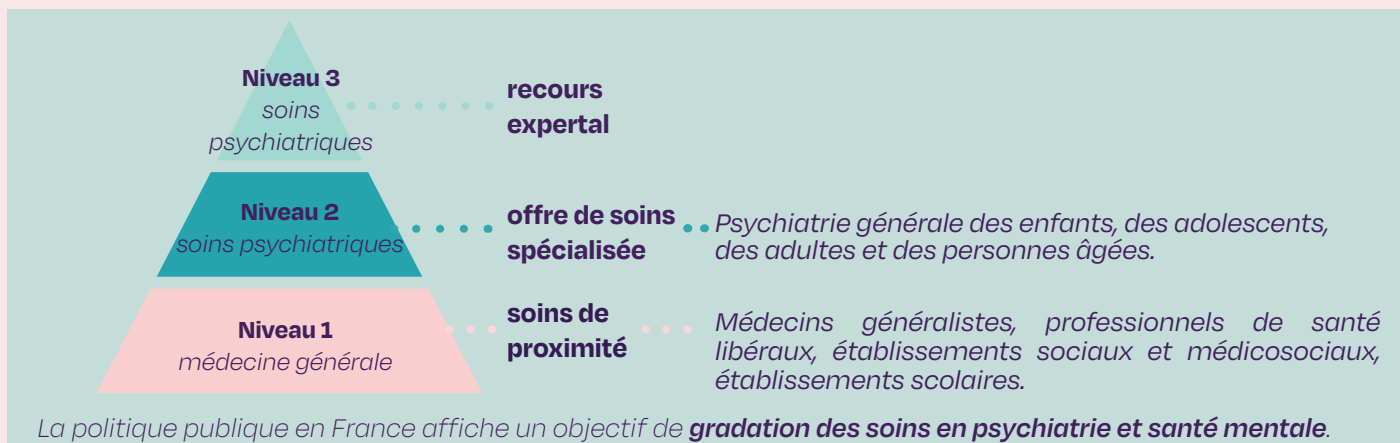 Niveau 3
soins
psychiatriques
recours
expertal
Niveau 2
soins psychiatriques
offre de soins
spécialisée
Psychiatrie générale des enfants, des adolescents,
des adultes et des personnes âgées.
Niveau 1
médecine générale
soins de
proximité
Médecins généralistes, professionnels de santé
libéraux, établissements sociaux et médicosociaux,
établissements scolaires.
La politique publique en France affiche un objectif de gradation des soins en psychiatrie et santé mentale.